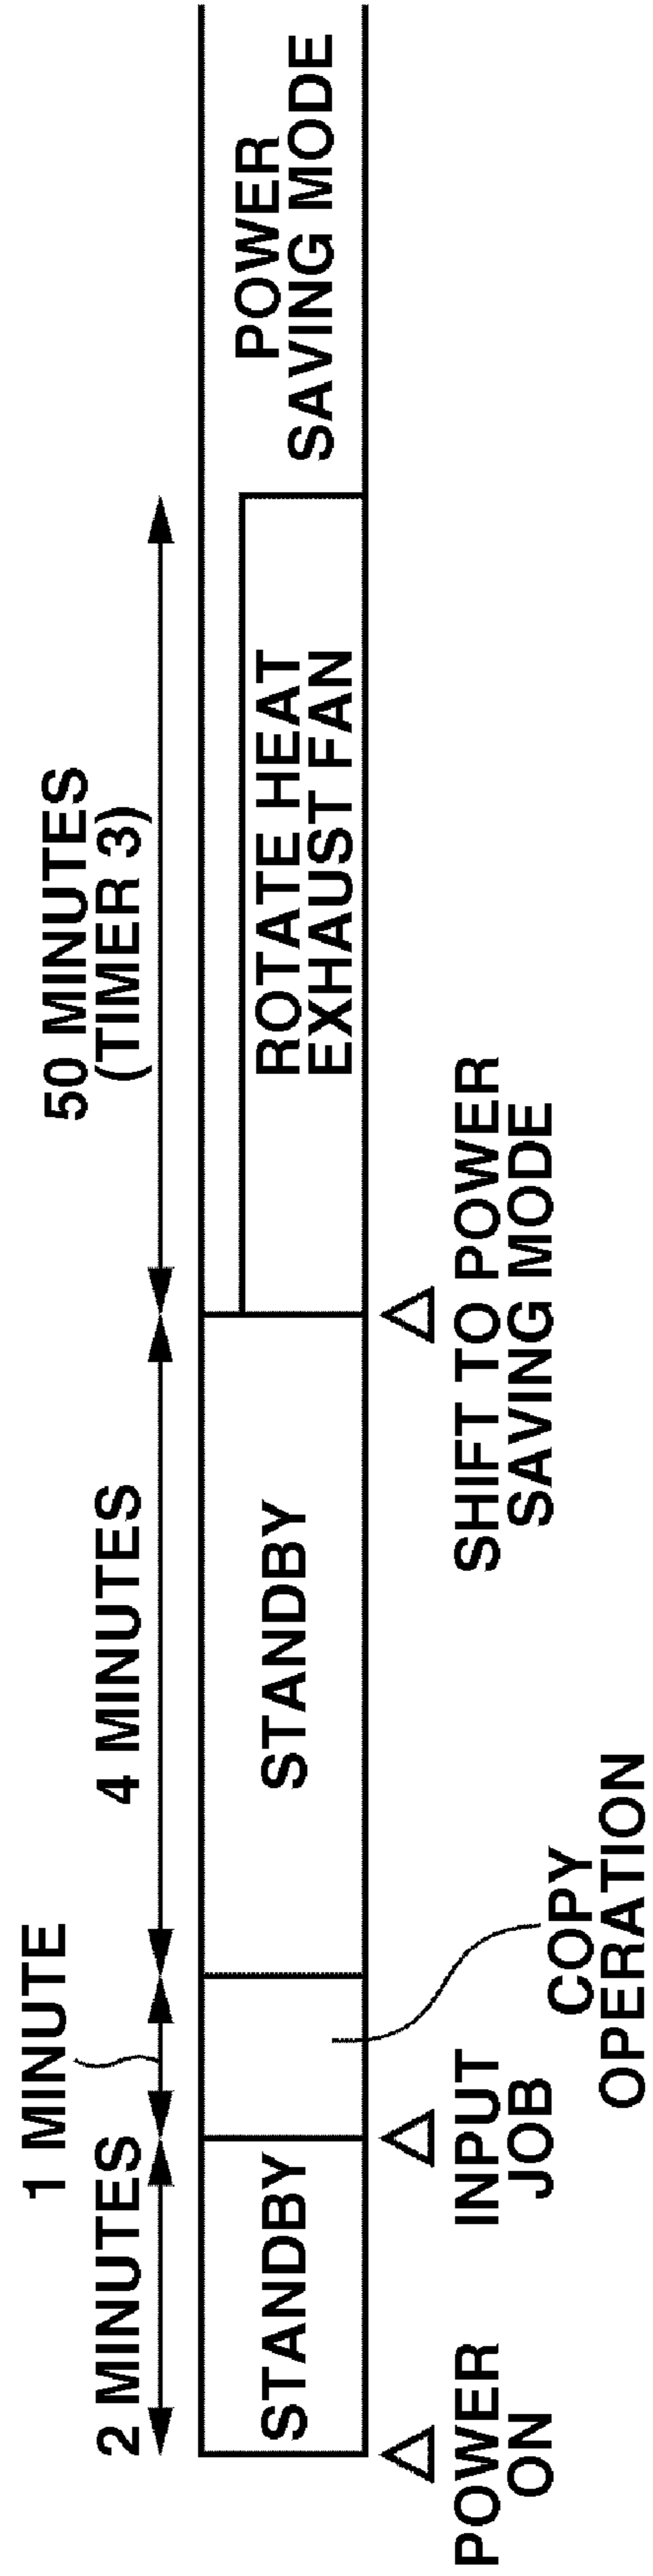 2 MINUTES
1 MINUTE
4 MINUTES
50 MINUTES
(TIMER 3)
STANDBY
STANDBY
ROTATE HEAT
EXHAUST FAN
POWER
SAVING MODE
POWER
ON
INPUT
JOB
COPY
OPERATION
SHIFT TO POWER
SAVING MODE